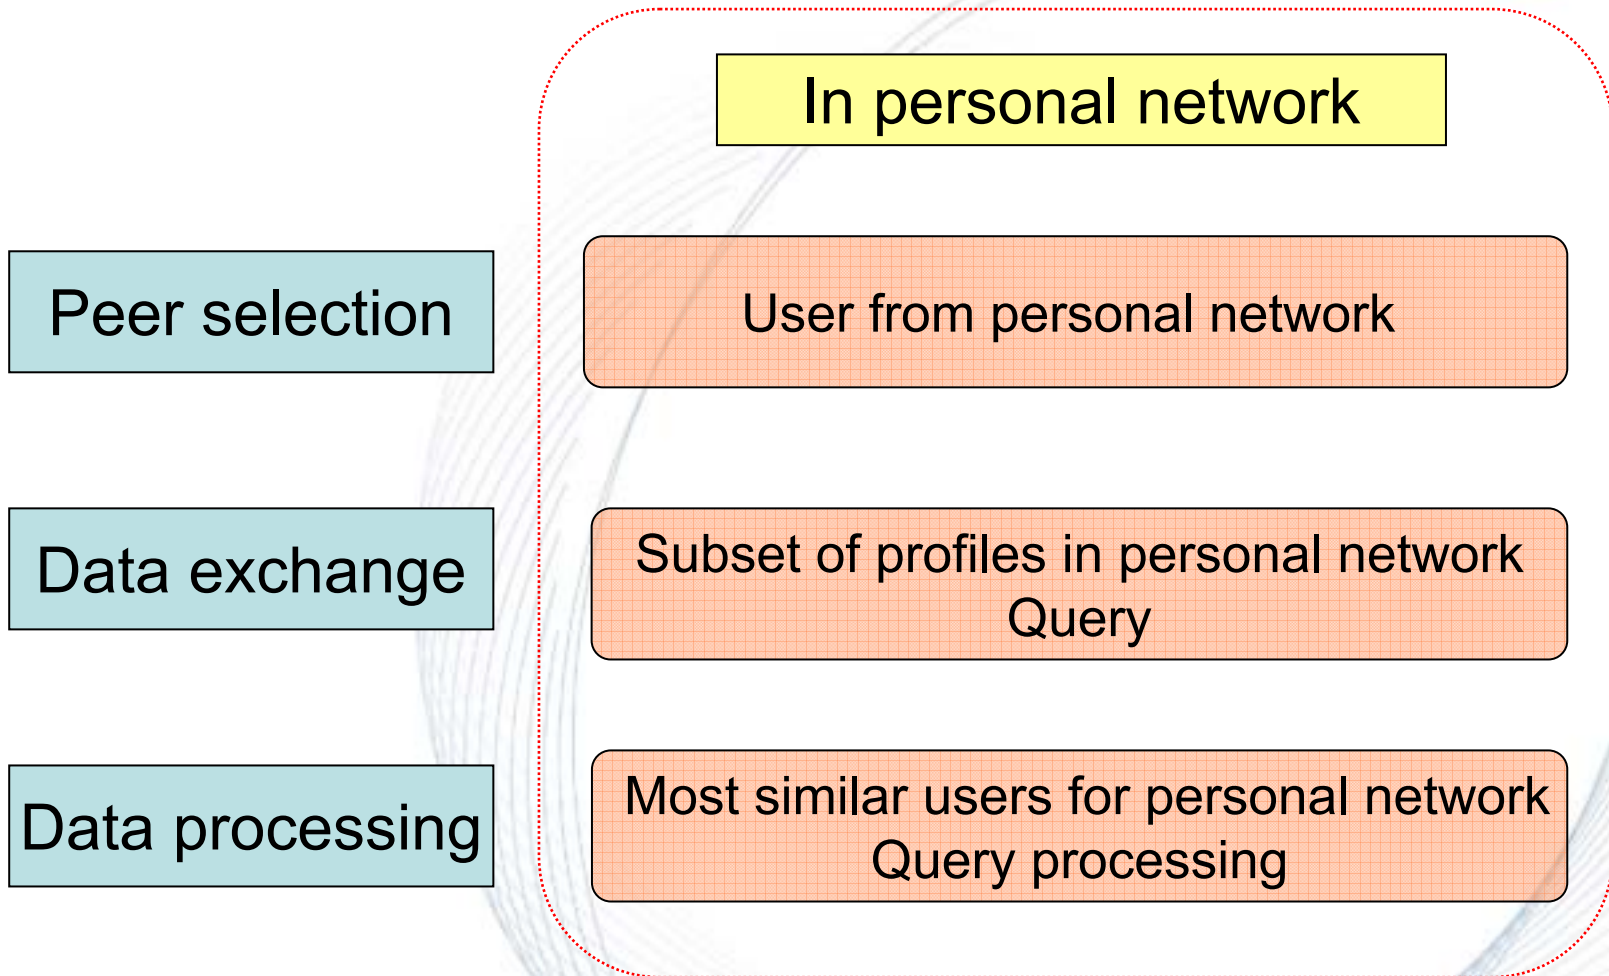 In personal network
Peer selection
User from personal network
Data exchange
Subset of profiles in personal network
Query
Data processing
Most similar users for personal network
Query processing